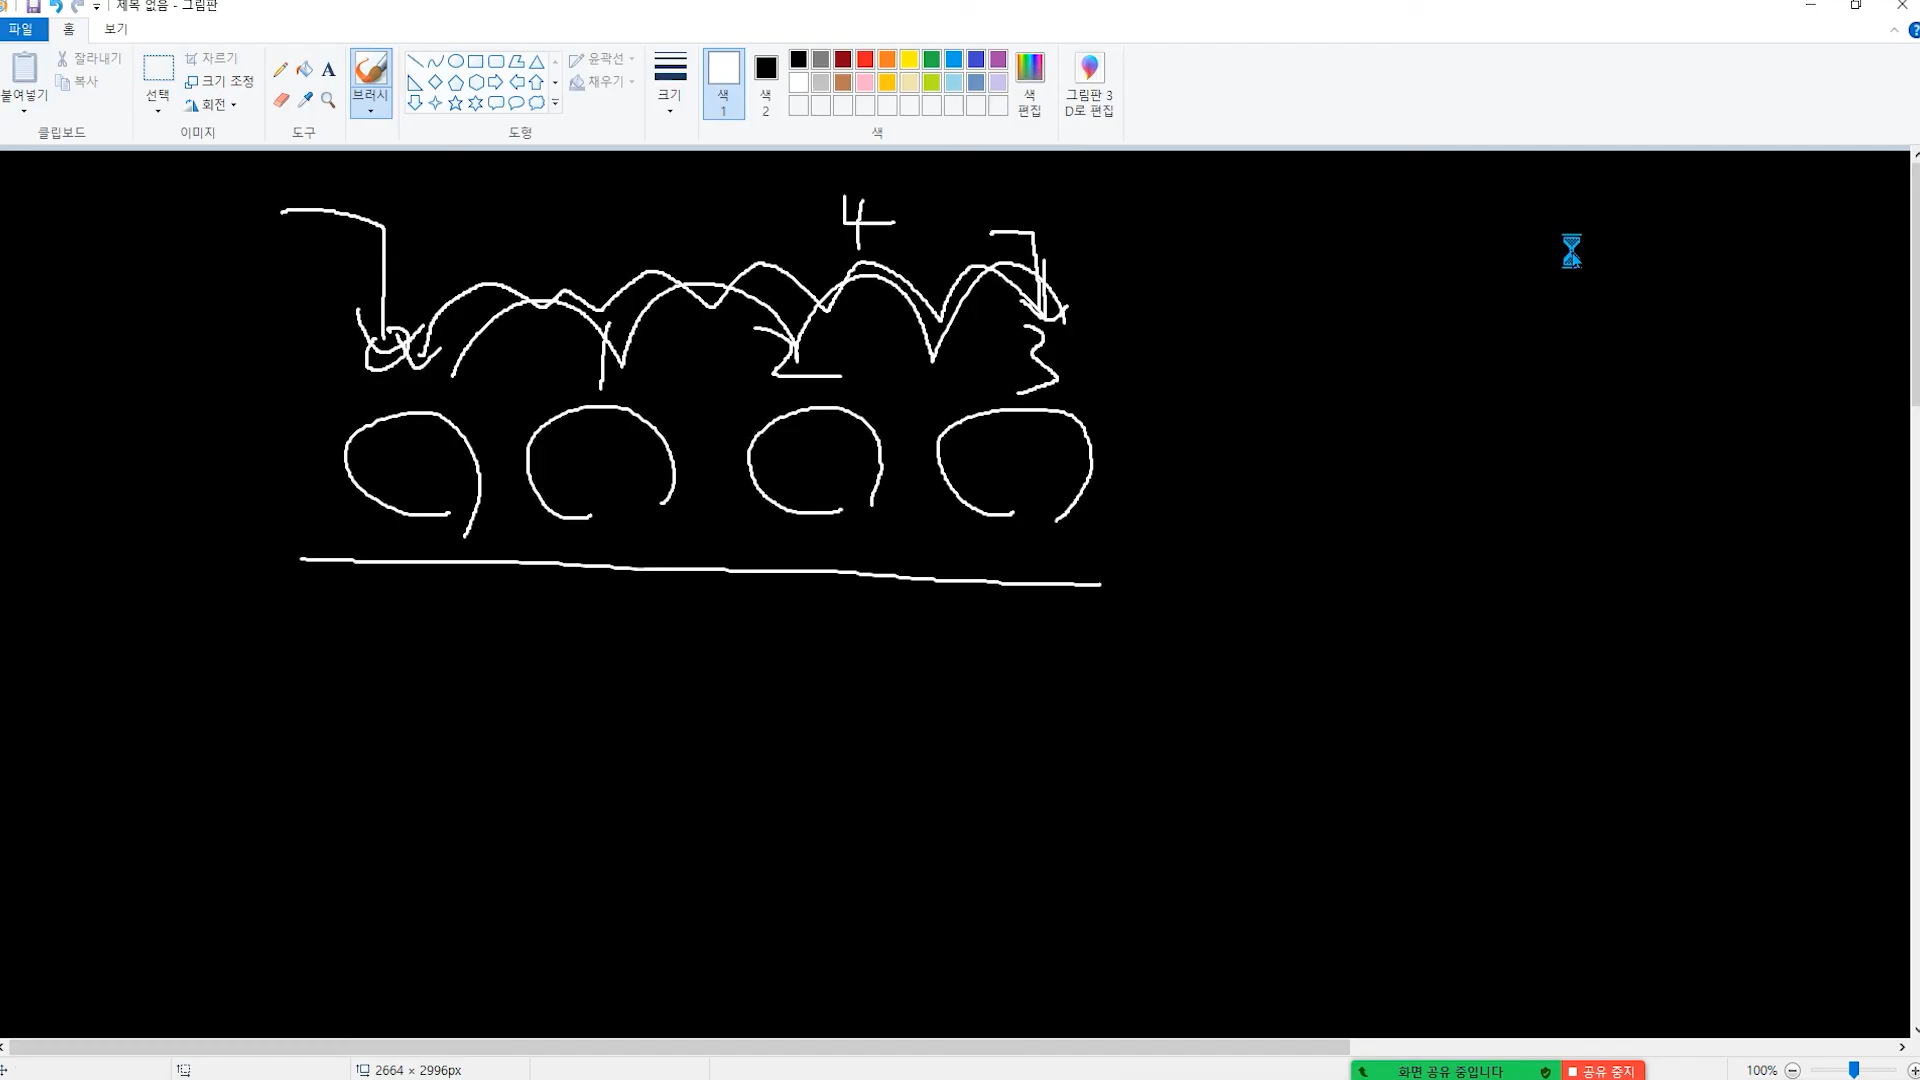 제목 없음 - 그림판
파일 홈 보기
붙여넣기
잘라내기
복사
클립보드
선택
자르기
크기 조정
회전
이미지
A
도구
브러시
윤곽선
채우기
도형
크기
색
1
색
2
색
편집
색
그림판 3
D로 편집
4
1 2 3
2664 × 2996px
화면 공유 중입니다
공유 중지
100%